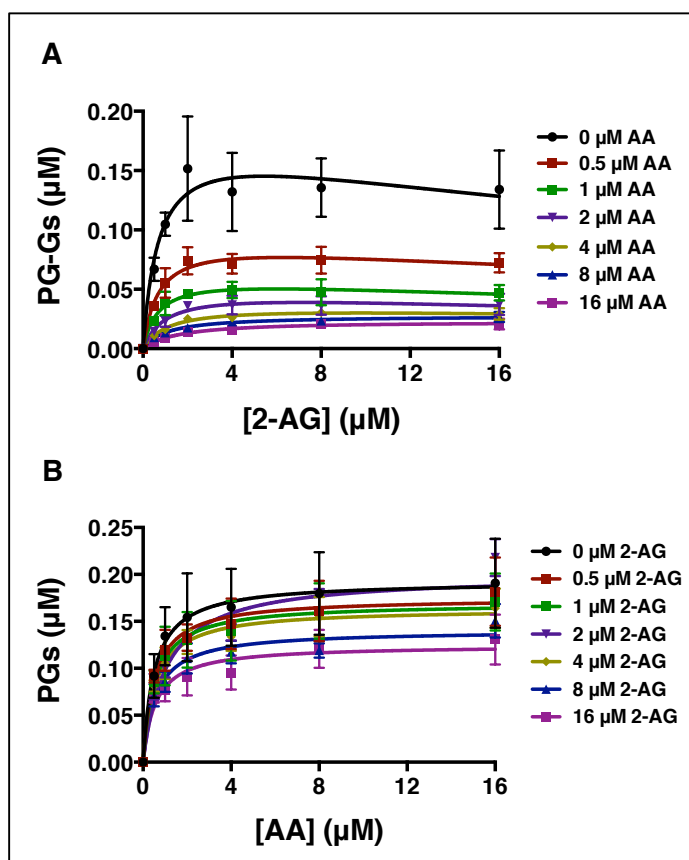 A
PG-Gs (µM)
0.20
0.15
0.10
0.05
0.00
0
4
8
12
16
[2-AG] (µM)
0 µM AA
0.5 µM AA
1 µM AA
2 µM AA
4 µM AA
8 µM AA
16 µM AA
B
PGs (µM)
0.25
0.20
0.15
0.10
0.05
0.00
0
4
8
12
16
[AA] (µM)
0 µM 2-AG
0.5 µM 2-AG
1 µM 2-AG
2 µM 2-AG
4 µM 2-AG
8 µM 2-AG
16 µM 2-AG